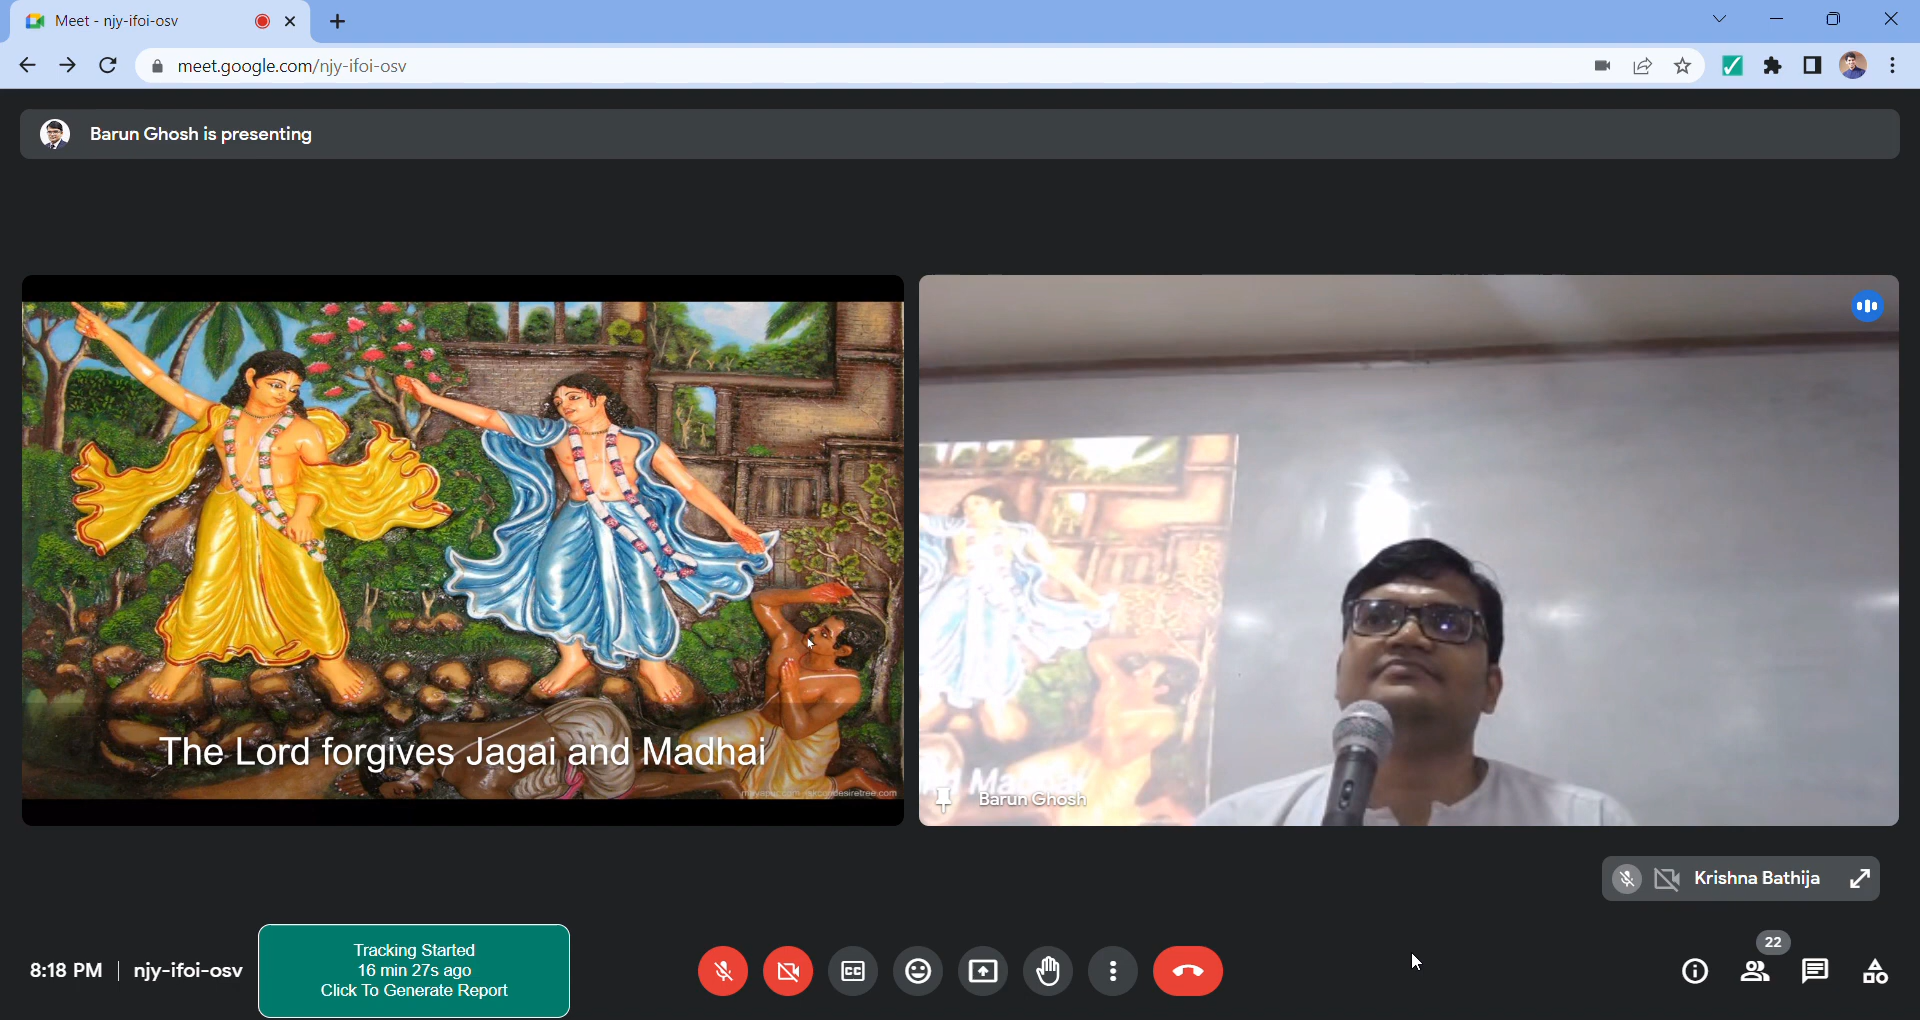 Meet - njy-ifoi-osv
meet.google.com/njy-ifoi-osv
Barun Ghosh is presenting
The Lord forgives Jagai and Madhai
Barun Ghosh
Krishna Bathija
8:18 PM | njy-ifoi-osv
Tracking Started
16 min 27s ago
Click To Generate Report
CC
22